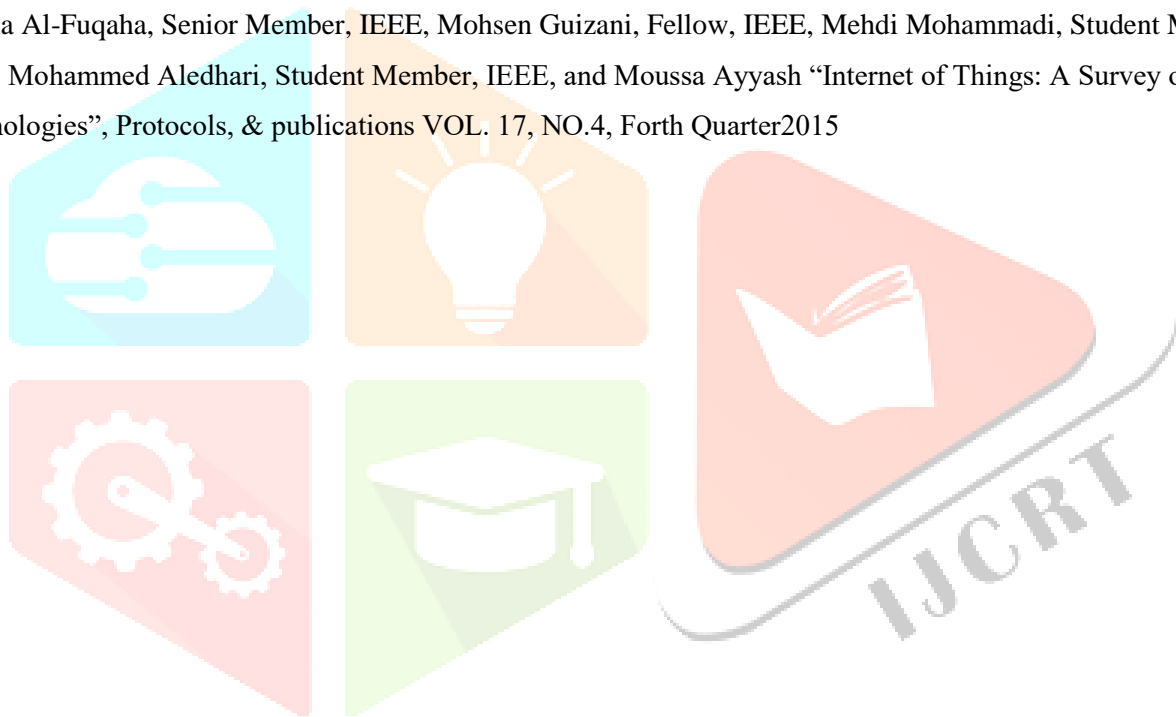 a Al-Fuqaha, Senior Member, IEEE, Mohsen Guizani, Fellow, IEEE, Mehdi Mohammadi, Student M
Mohammed Aledhari, Student Member, IEEE, and Moussa Ayyash “Internet of Things: A Survey o
nologies”, Protocols, & publications VOL. 17, NO.4, Forth Quarter2015
IJCRT